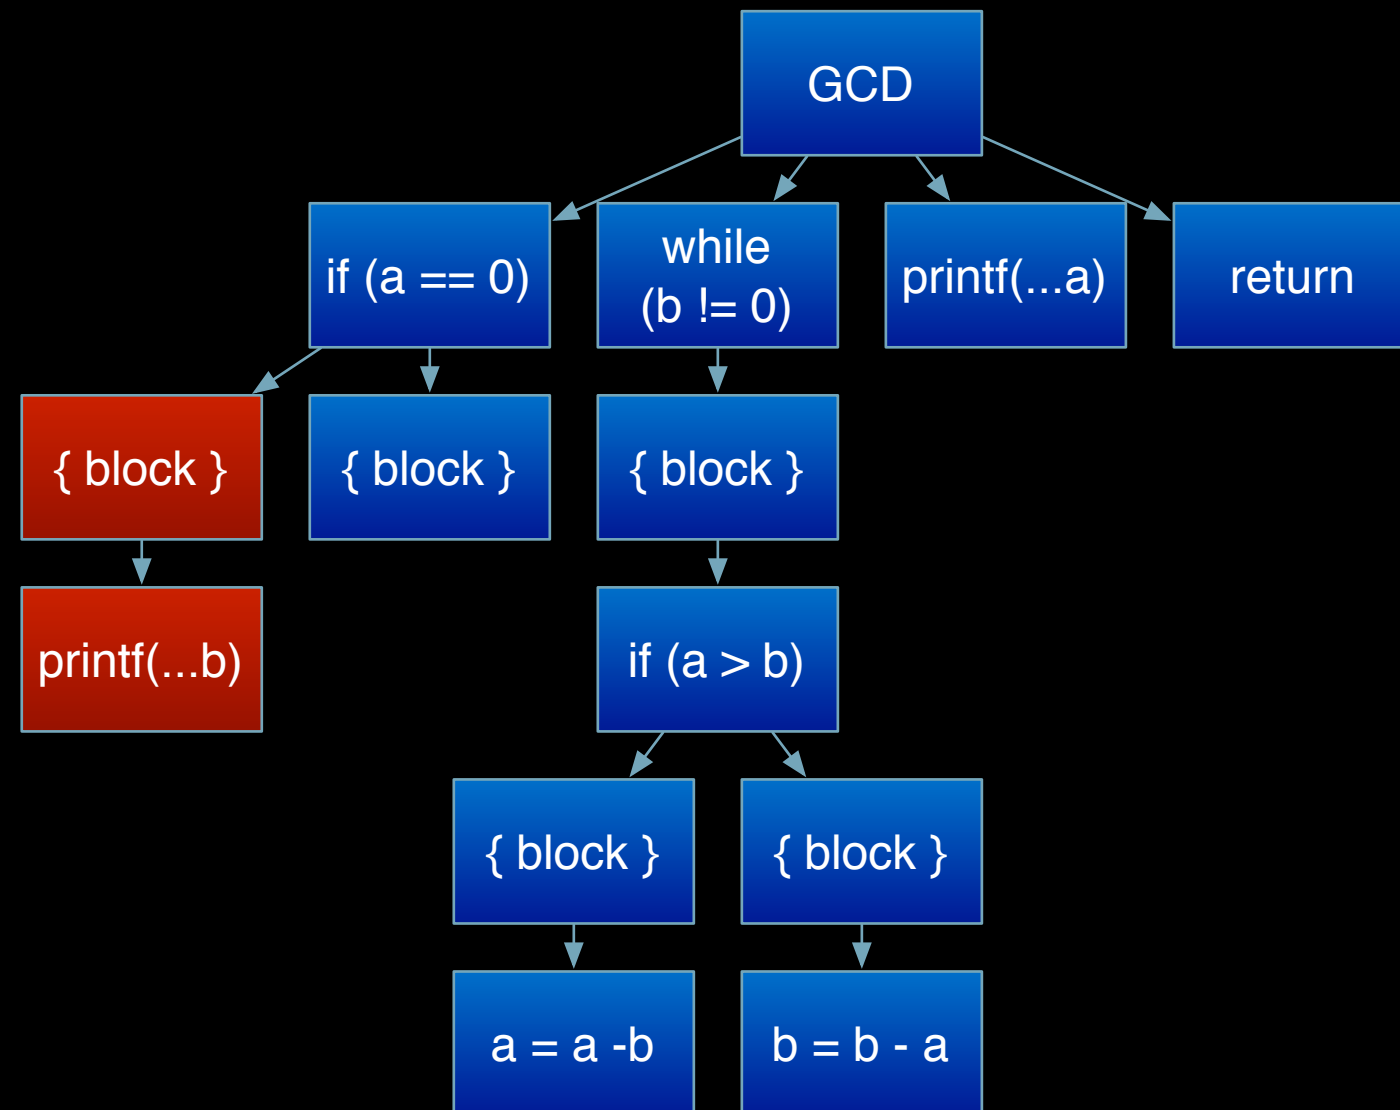 GCD
if (a == 0)
while
(b != 0)
printf(...a)
return
{ block }
{ block }
{ block }
printf(...b)
if (a > b)
{ block }
{ block }
a = a -b
b = b - a